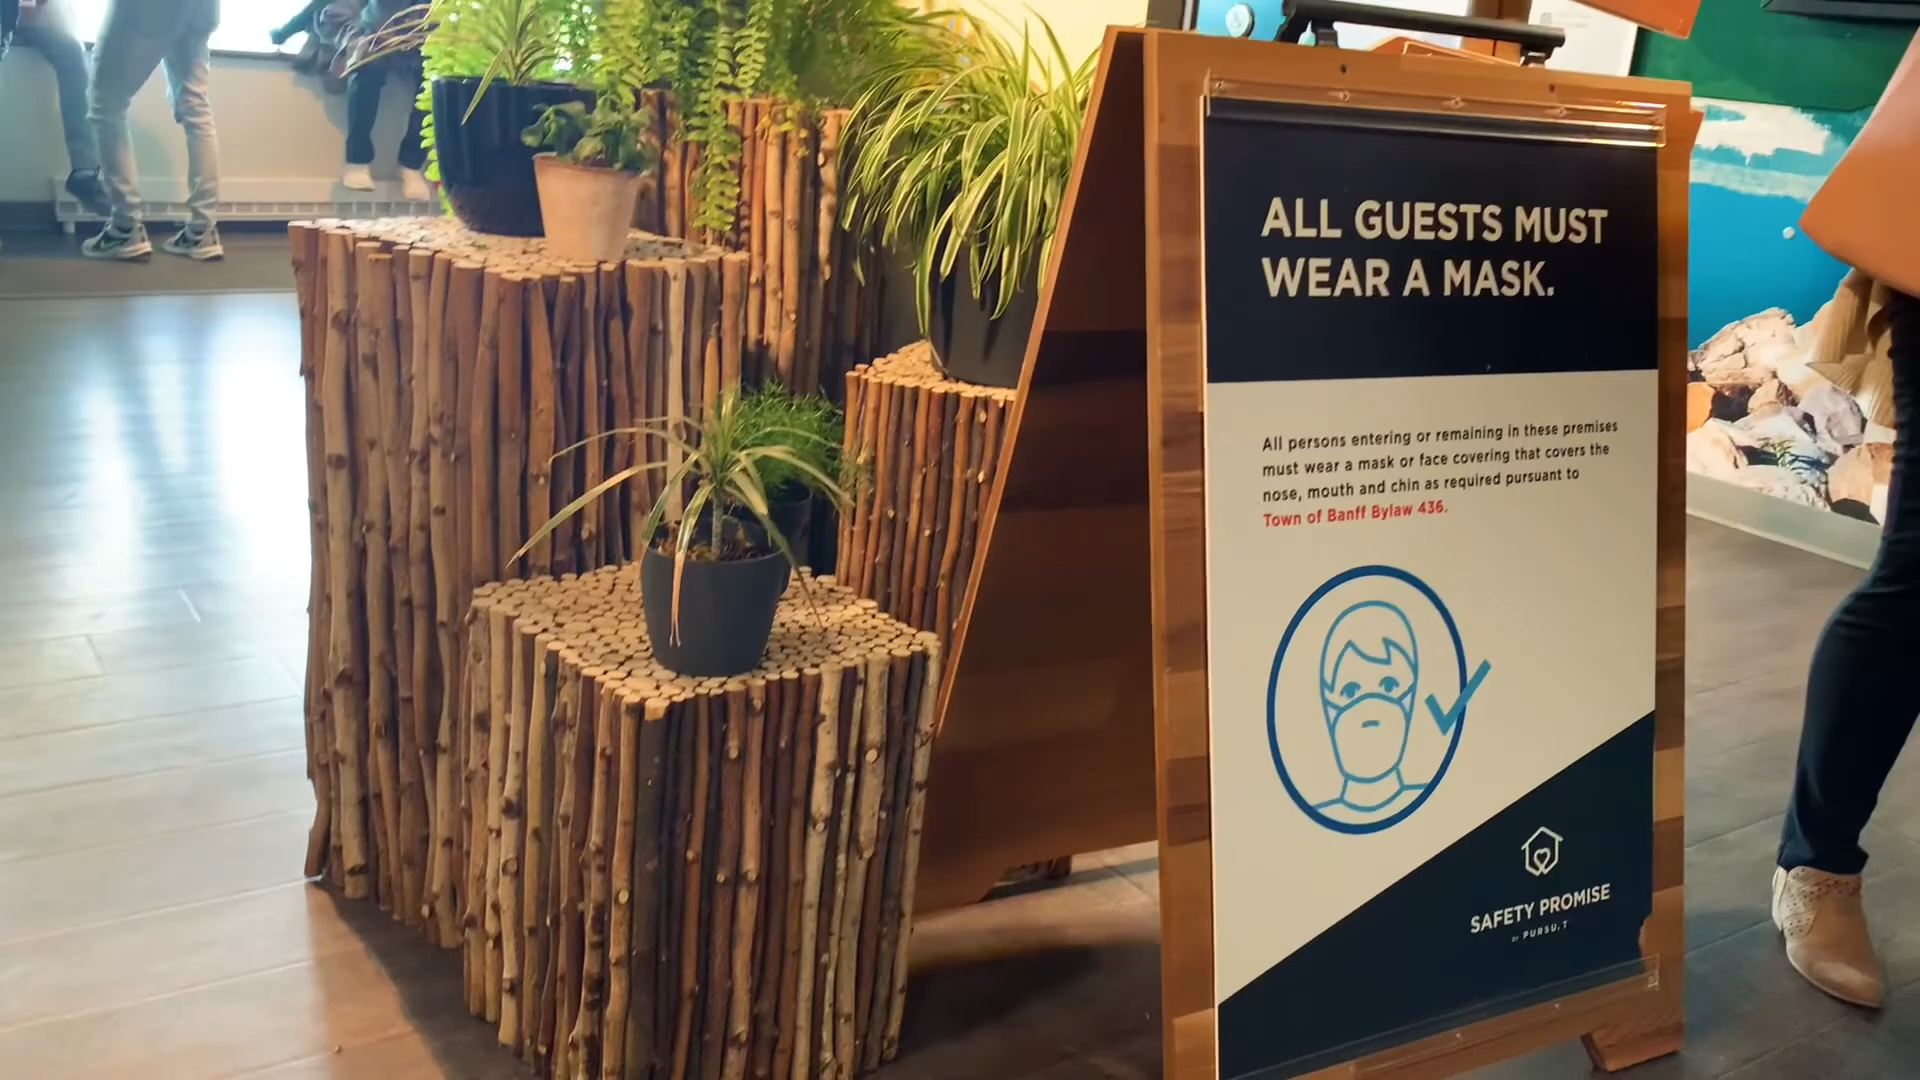 ALL GUESTS MUST
WEAR A MASK.
All persons entering or remaining in these premises
must wear a mask or face covering that covers the
nose, mouth and chin as required pursuant to
Town of Banff Bylaw 436.
SAFETY PROMISE
BY PURSUIT